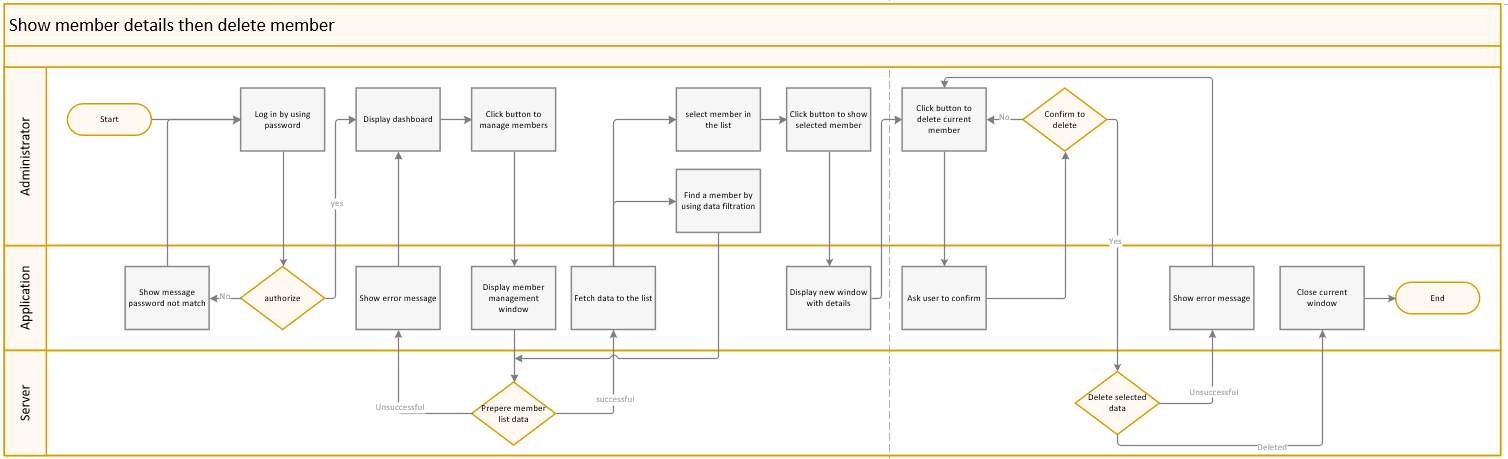 Show member details then delete member
Administrator
Start
Log in by using
password
Display dashboard
Click button to
manage members
select member in
the list
Click button to show
selected member
Click button to
delete current
member
No
Confirm to
delete
yes
Find a member by
using data filtration
Yes
Application
Show message
password not match
No
authorize
Show error message
Display member
management
window
Fetch data to the list
Display new window
with details
Ask user to confirm
Show error message
Close current
window
End
Server
Unsuccessful
Prepere member
list data
successful
Delete selected
data
Unsuccessful
Deleted